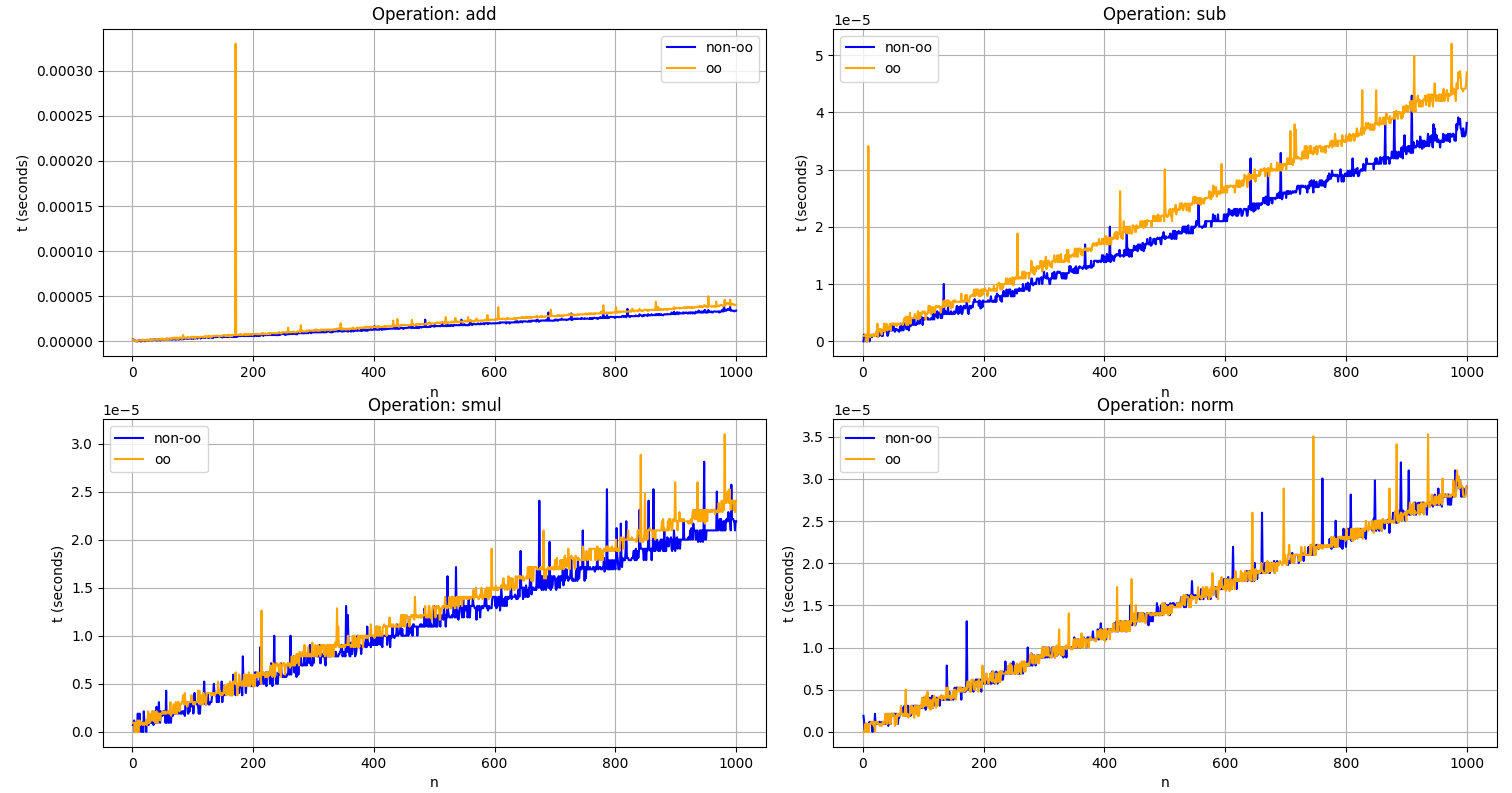 Operation: add
non-oo
oo
0.00030
0.00025
0.00020
0.00015
0.00010
0.00005
0.00000
t (seconds)
0 200 400 600 800 1000
n
Operation: sub
1e−5
non-oo
oo
5
4
3
2
1
0
t (seconds)
0 200 400 600 800 1000
n
Operation: smul
1e−5
non-oo
oo
3.0
2.5
2.0
1.5
1.0
0.5
0.0
t (seconds)
0 200 400 600 800 1000
n
Operation: norm
1e−5
non-oo
oo
3.5
3.0
2.5
2.0
1.5
1.0
0.5
0.0
t (seconds)
0 200 400 600 800 1000
n